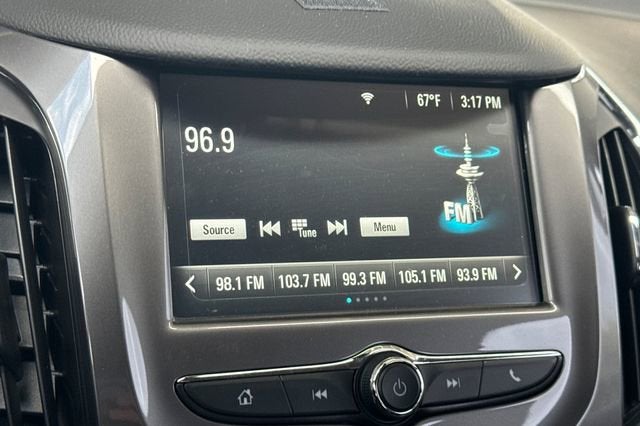 67°F 3:17 PM
96.9
FM
Source Tune Menu
98.1 FM 103.7 FM 99.3 FM 105.1 FM 93.9 FM